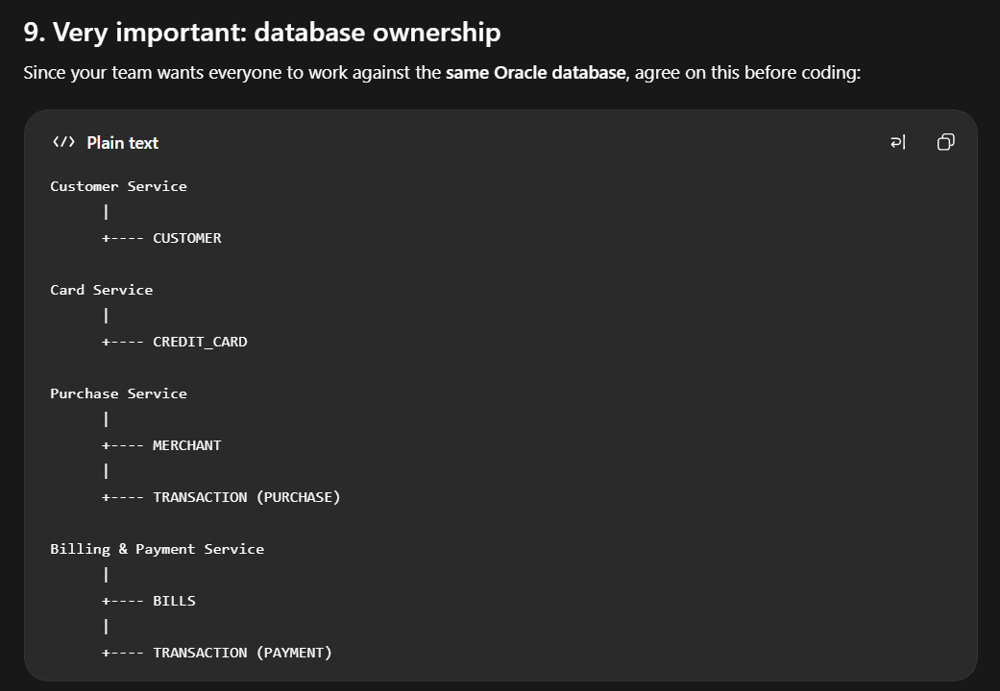 9. Very important: database ownership
Since your team wants everyone to work against the same Oracle database, agree on this before coding:
</> Plain text
Customer Service
|
+---- CUSTOMER
Card Service
|
+---- CREDIT_CARD
Purchase Service
|
+---- MERCHANT
|
+---- TRANSACTION (PURCHASE)
Billing & Payment Service
|
+---- BILLS
|
+---- TRANSACTION (PAYMENT)